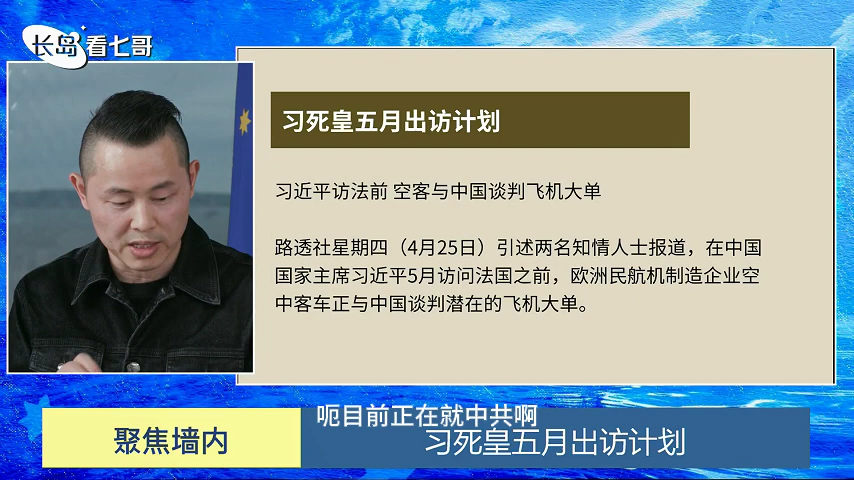 长岛看七哥
习死皇五月出访计划
习近平访法前 空客与中国谈判飞机大单
路透社星期四（4月25日）引述两名知情人士报道，在中国
国家主席习近平5月访问法国之前，欧洲民航机制造企业空
中客车正与中国谈判潜在的飞机大单。
呃目前正在就中共啊
聚焦墙内
习死皇五月出访计划